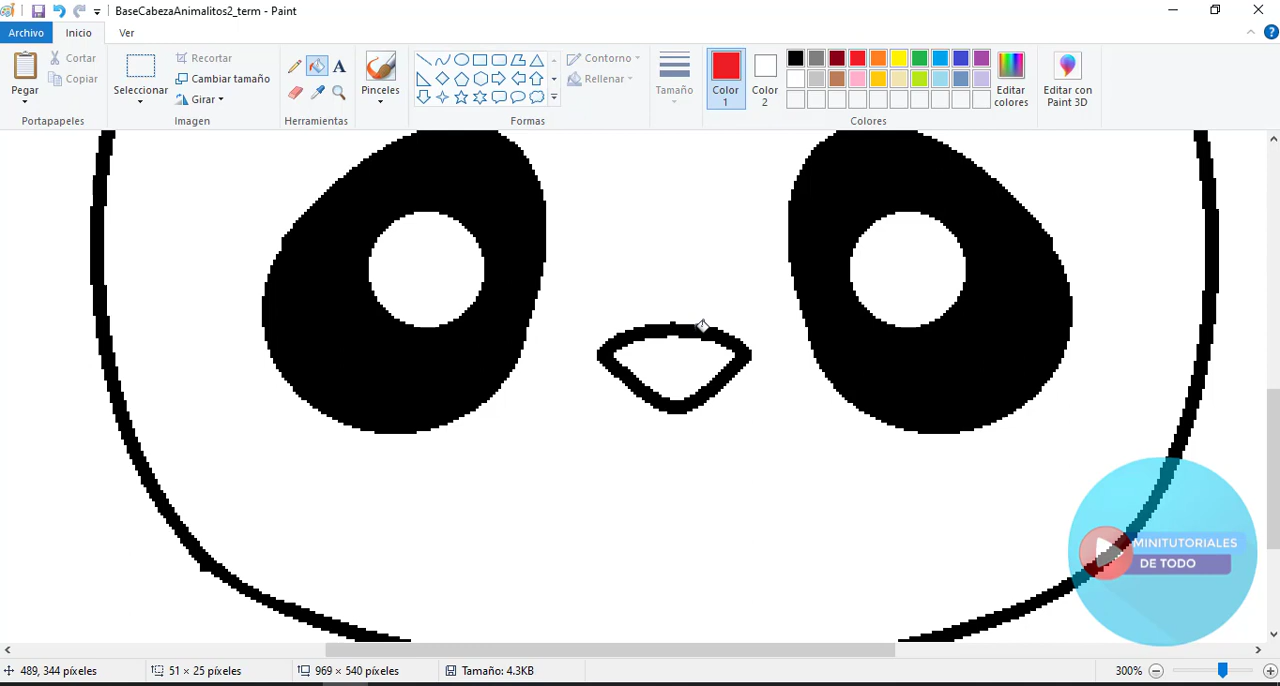 BaseCabezaAnimalitos2_term - Paint
Archivo Inicio Ver
Pegar
Cortar
Copiar
Portapapeles
Seleccionar
Recortar
Cambiar tamaño
Girar
Imagen
A
Herramientas
Pinceles
Contorno
Rellenar
Formas
Tamaño
Color
1
Color
2
Editar
colores
Colores
Editar con
Paint 3D
MINITUTORIALES
DE TODO
489, 344 píxeles 51 × 25 píxeles 969 × 540 píxeles Tamaño: 4.3KB 300%